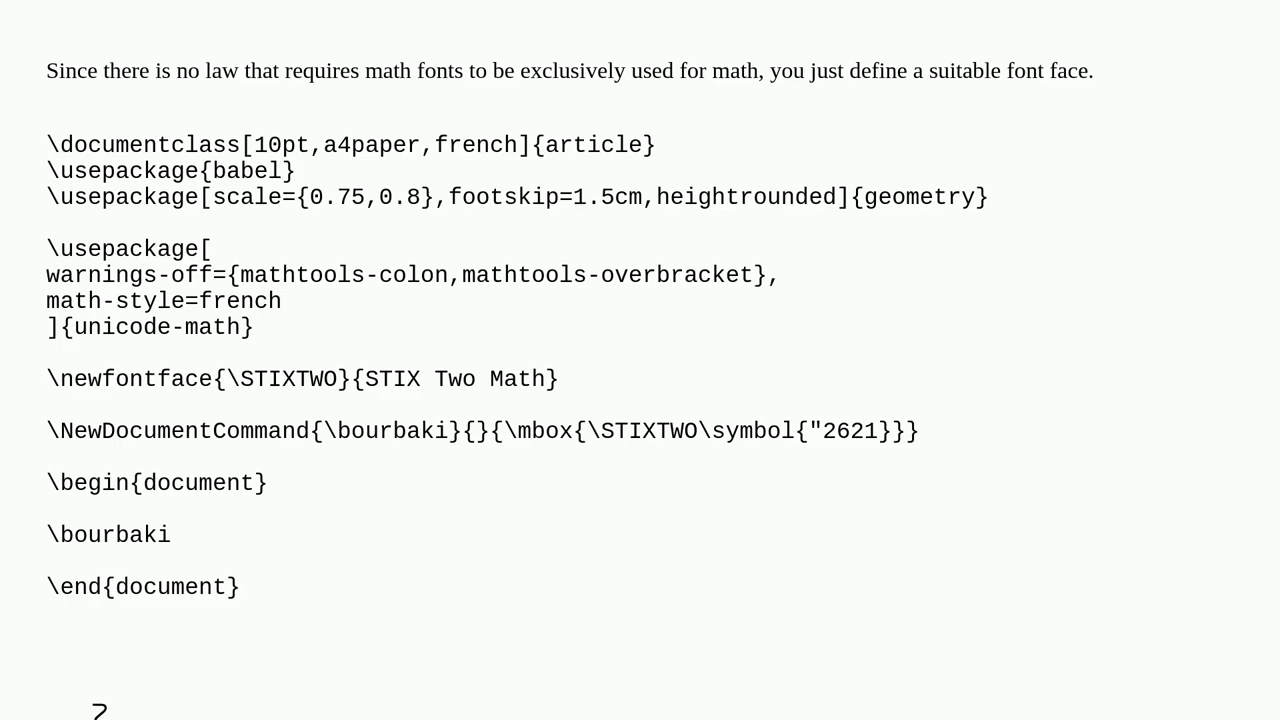 Since there is no law that requires math fonts to be exclusively used for math, you just define a suitable font face.
\documentclass[10pt,a4paper,french]{article}
\usepackage{babel}
\usepackage[scale={0.75,0.8},footskip=1.5cm,heightrounded]{geometry}
\usepackage[
warnings-off={mathtools-colon,mathtools-overbracket},
math-style=french
]{unicode-math}
\newfontface{\STIXTWO}{STIX Two Math}
\NewDocumentCommand{\bourbaki}{}{\mbox{\STIXTWO\symbol{"2621}}}
\begin{document}
\bourbaki
\end{document}